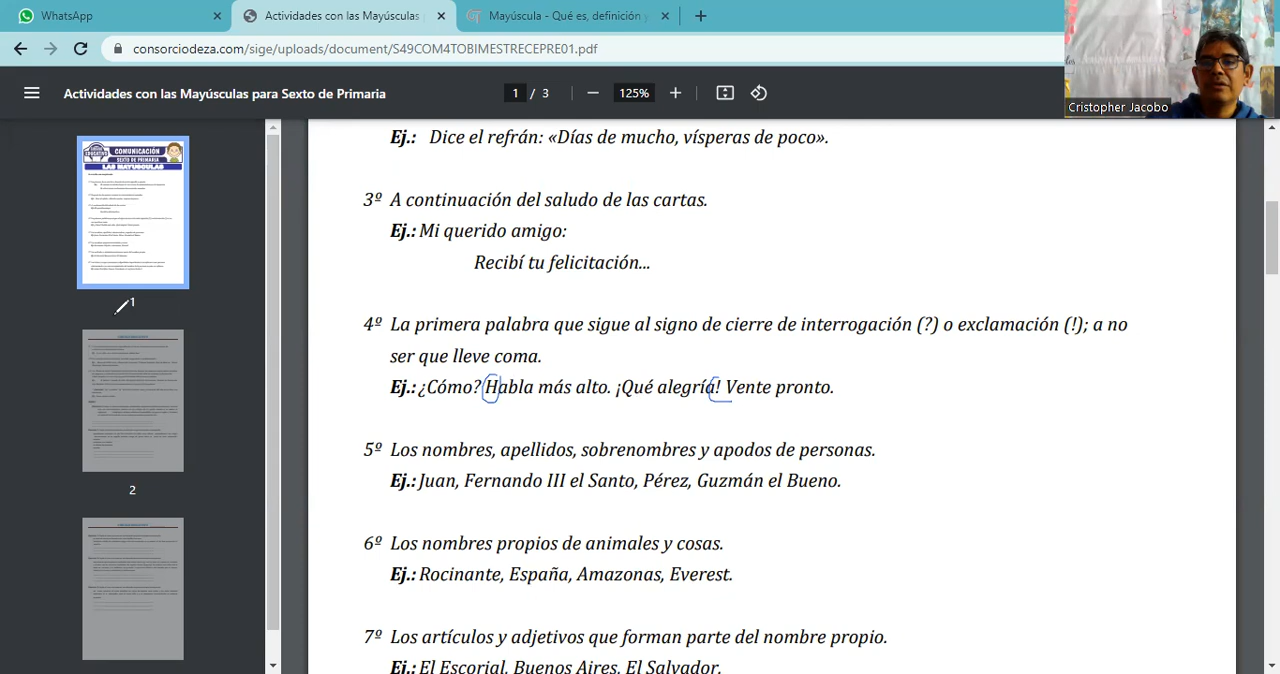 WhatsApp
Actividades con las Mayúsculas
Mayúscula - Qué es, definición y
consorciodeza.com/sige/uploads/document/S49COM4TOBIMESTRECEPRE01.pdf
Cristopher Jacobo
Actividades con las Mayúsculas para Sexto de Primaria
1 / 3
125%
COMUNICACIÓN
SEXTO DE PRIMARIA
LAS MAYUSCULAS
1
2
Ej.: Dice el refrán: «Días de mucho, vísperas de poco».
3º A continuación del saludo de las cartas.
Ej.: Mi querido amigo:
Recibí tu felicitación...
4º La primera palabra que sigue al signo de cierre de interrogación (?) o exclamación (!); a no
ser que lleve coma.
Ej.: ¿Cómo? Habla más alto. ¡Qué alegría! Vente pronto.
5º Los nombres, apellidos, sobrenombres y apodos de personas.
Ej.: Juan, Fernando III el Santo, Pérez, Guzmán el Bueno.
6º Los nombres propios de animales y cosas.
Ej.: Rocinante, España, Amazonas, Everest.
7º Los artículos y adjetivos que forman parte del nombre propio.
Ej.: El Escorial, Buenos Aires, El Salvador.